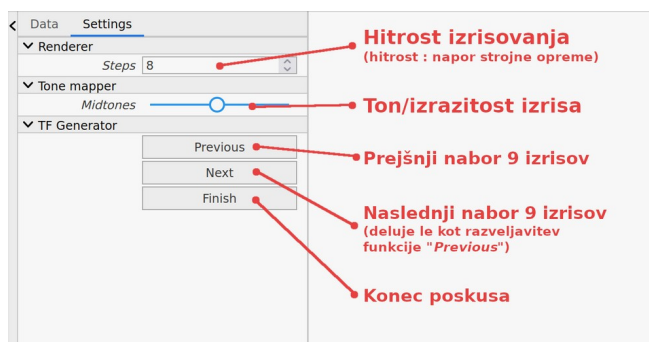 Data Settings
Renderer
Steps 8
Tone mapper
Midtones
TF Generator
Previous
Next
Finish
Hitrost izrisovanja
(hitrost : napor strojne opreme)
Ton/izrazitost izrisa
Prejšnji nabor 9 izrisov
Naslednji nabor 9 izrisov
(deluje le kot razveljavitev
funkcije "Previous")
Konec poskusa